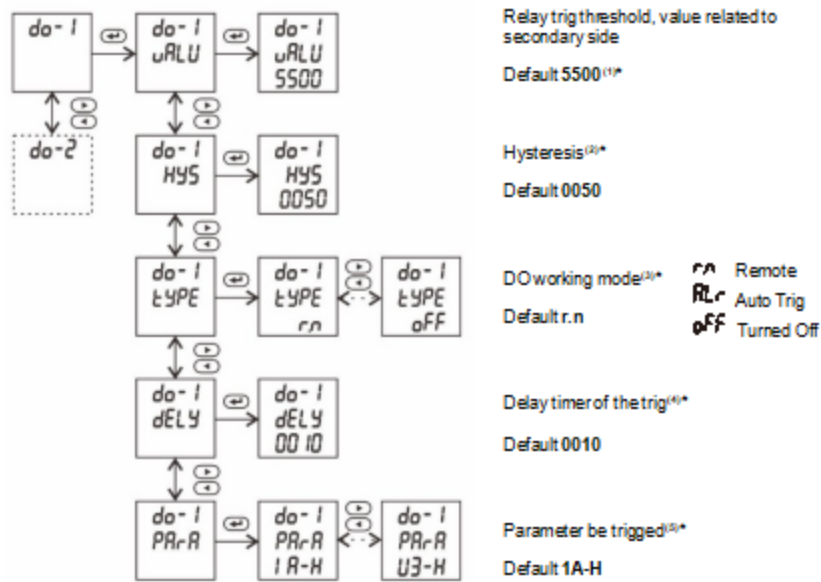 do-1
do-1
vALU
do-1
vALU
5500
Relay trig threshold, value related to
secondary side
Default 5500 (1)*
do-2
do-1
HYS
do-1
HYS
0050
Hysteresis(2)*
Default 0050
do-1
tYPE
do-1
tYPE
r.n
do-1
tYPE
oFF
DO working mode(3)*
Default r.n
r.n Remote
ALr Auto Trig
oFF Turned Off
do-1
dELY
do-1
dELY
0010
Delay timer of the trig(4)*
Default 0010
do-1
PArA
do-1
PArA
1A-H
do-1
PArA
U3-H
Parameter be trigged(5)*
Default 1A-H